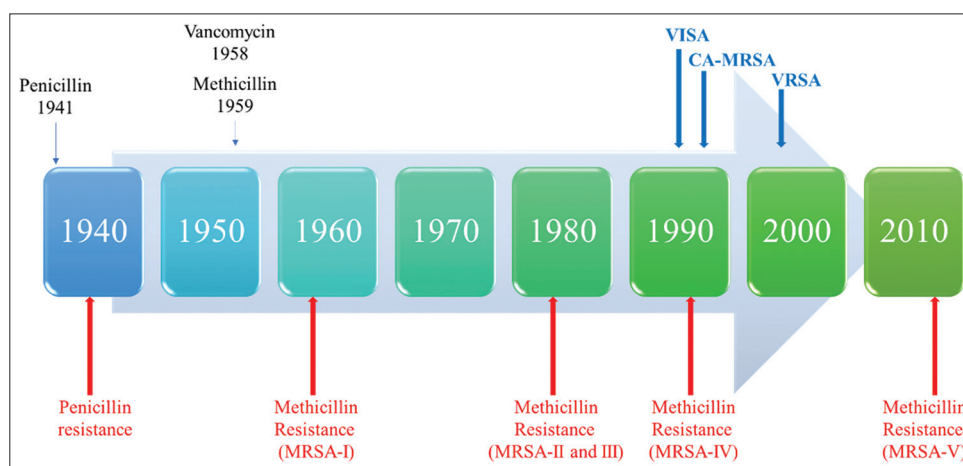 Penicillin
1941
Vancomycin
1958
Methicillin
1959
VISA
CA-MRSA
VRSA
1940
1950
1960
1970
1980
1990
2000
2010
Penicillin
resistance
Methicillin
Resistance
(MRSA-I)
Methicillin
Resistance
(MRSA-II and III)
Methicillin
Resistance
(MRSA-IV)
Methicillin
Resistance
(MRSA-V)